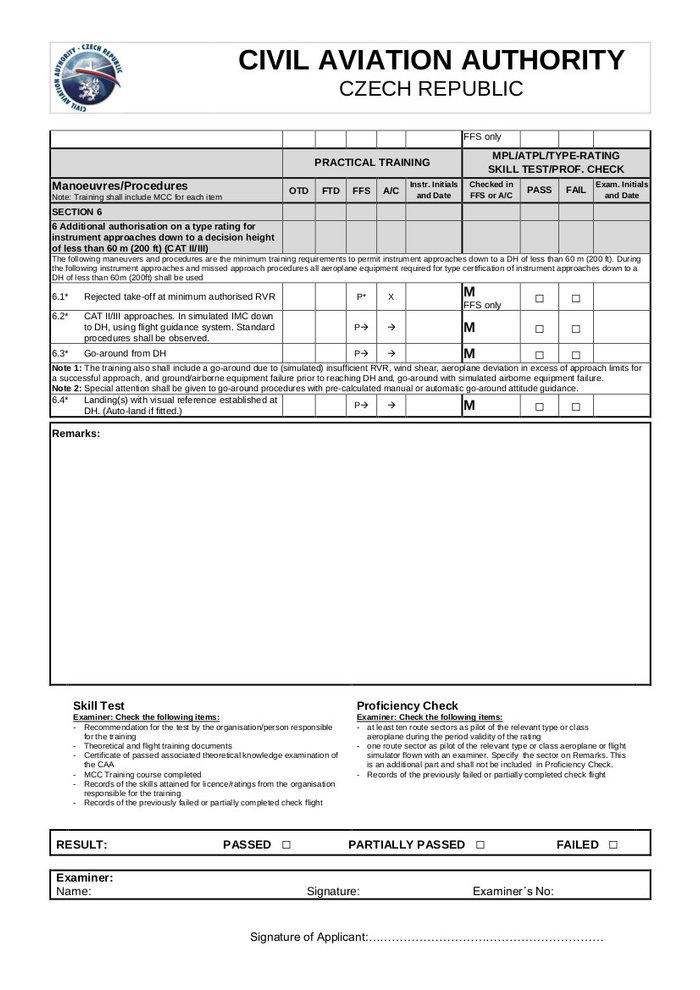 CIVIL AVIATION AUTHORITY - CZECH REPUBLIC
CIVIL AVIATION AUTHORITY
CZECH REPUBLIC
FFS only
PRACTICAL TRAINING
MPL/ATPL/TYPE-RATING
SKILL TEST/PROF. CHECK
Manoeuvres/Procedures
Note: Training shall include MCC for each item
OTD FTD FFS A/C Instr. Initials and Date Checked in FFS or A/C PASS FAIL Exam. Initials and Date
SECTION 6
6 Additional authorisation on a type rating for
instrument approaches down to a decision height
of less than 60 m (200 ft) (CAT II/III)
The following maneuvers and procedures are the minimum training requirements to permit instrument approaches down to a DH of less than 60 m (200 ft). During
the following instrument approaches and missed approach procedures all aeroplane equipment required for type certification of instrument approaches down to a
DH of less than 60m (200ft) shall be used
6.1* Rejected take-off at minimum authorised RVR P* X M
FFS only
☐ ☐
6.2* CAT II/III approaches. In simulated IMC down
to DH, using flight guidance system. Standard
procedures shall be observed.
P→ → M ☐ ☐
6.3* Go-around from DH P→ → M ☐ ☐
Note 1: The training also shall include a go-around due to (simulated) insufficient RVR, wind shear, aeroplane deviation in excess of approach limits for
a successful approach, and ground/airborne equipment failure prior to reaching DH and, go-around with simulated airborne equipment failure.
Note 2: Special attention shall be given to go-around procedures with pre-calculated manual or automatic go-around attitude guidance.
6.4* Landing(s) with visual reference established at
DH. (Auto-land if fitted.)
P→ → M ☐ ☐
Remarks:
Skill Test
Examiner: Check the following items:
- Recommendation for the test by the organisation/person responsible
for the training
- Theoretical and flight training documents
- Certificate of passed associated theoretical knowledge examination of
the CAA
- MCC Training course completed
- Records of the skills attained for licence/ratings from the organisation
responsible for the training
- Records of the previously failed or partially completed check flight
Proficiency Check
Examiner: Check the following items:
- at least ten route sectors as pilot of the relevant type or class
aeroplane during the period validity of the rating
- one route sector as pilot of the relevant type or class aeroplane or flight
simulator flown with an examiner. Specify the sector on Remarks. This
is an additional part and shall not be included in Proficiency Check.
- Records of the previously failed or partially completed check flight
RESULT: PASSED ☐ PARTIALLY PASSED ☐ FAILED ☐
Examiner:
Name: Signature: Examiner´s No:
Signature of Applicant:……………………………………………………